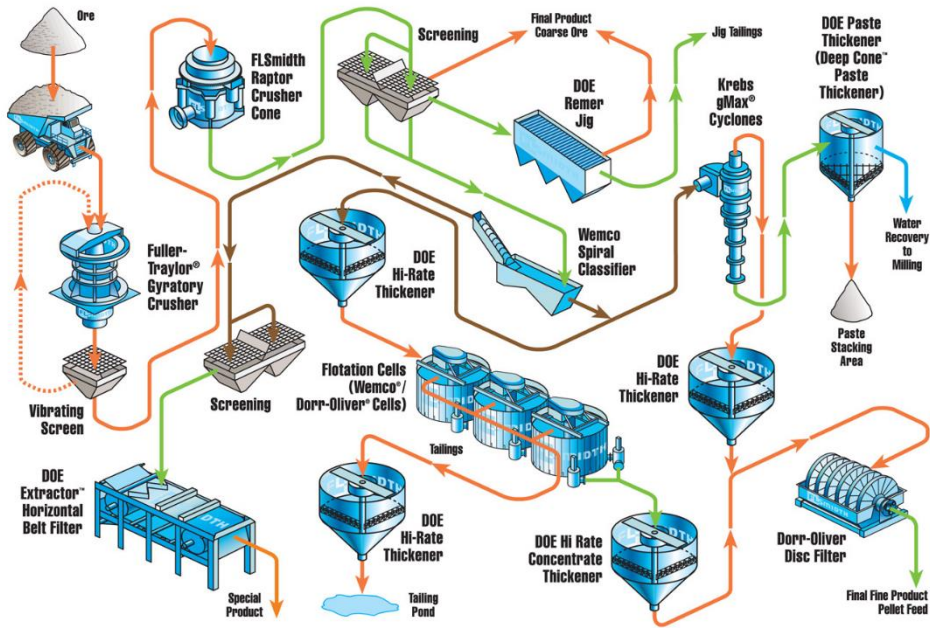 Ore
FLSmidth
Raptor
Crusher
Cone
Screening
Final Product
Coarse Ore
Jig Tailings
DOE
Remer
Jig
Krebs
gMax®
Cyclones
DOE Paste
Thickener
(Deep Cone™
Paste
Thickener)
Fuller-
Traylor®
Gyratory
Crusher
DOE
Hi-Rate
Thickener
Wemco
Spiral
Classifier
Water
Recovery
to
Milling
Paste
Stacking
Area
Vibrating
Screen
Screening
Flotation Cells
(Wemco®/
Dorr-Oliver® Cells)
DOE
Hi-Rate
Thickener
Tailings
DOE
Extractor™
Horizontal
Belt Filter
DTH
DOE
Hi-Rate
Thickener
DOE Hi Rate
Concentrate
Thickener
Dorr-Oliver
Disc Filter
Special
Product
Tailing
Pond
Final Fine Product
Pellet Feed